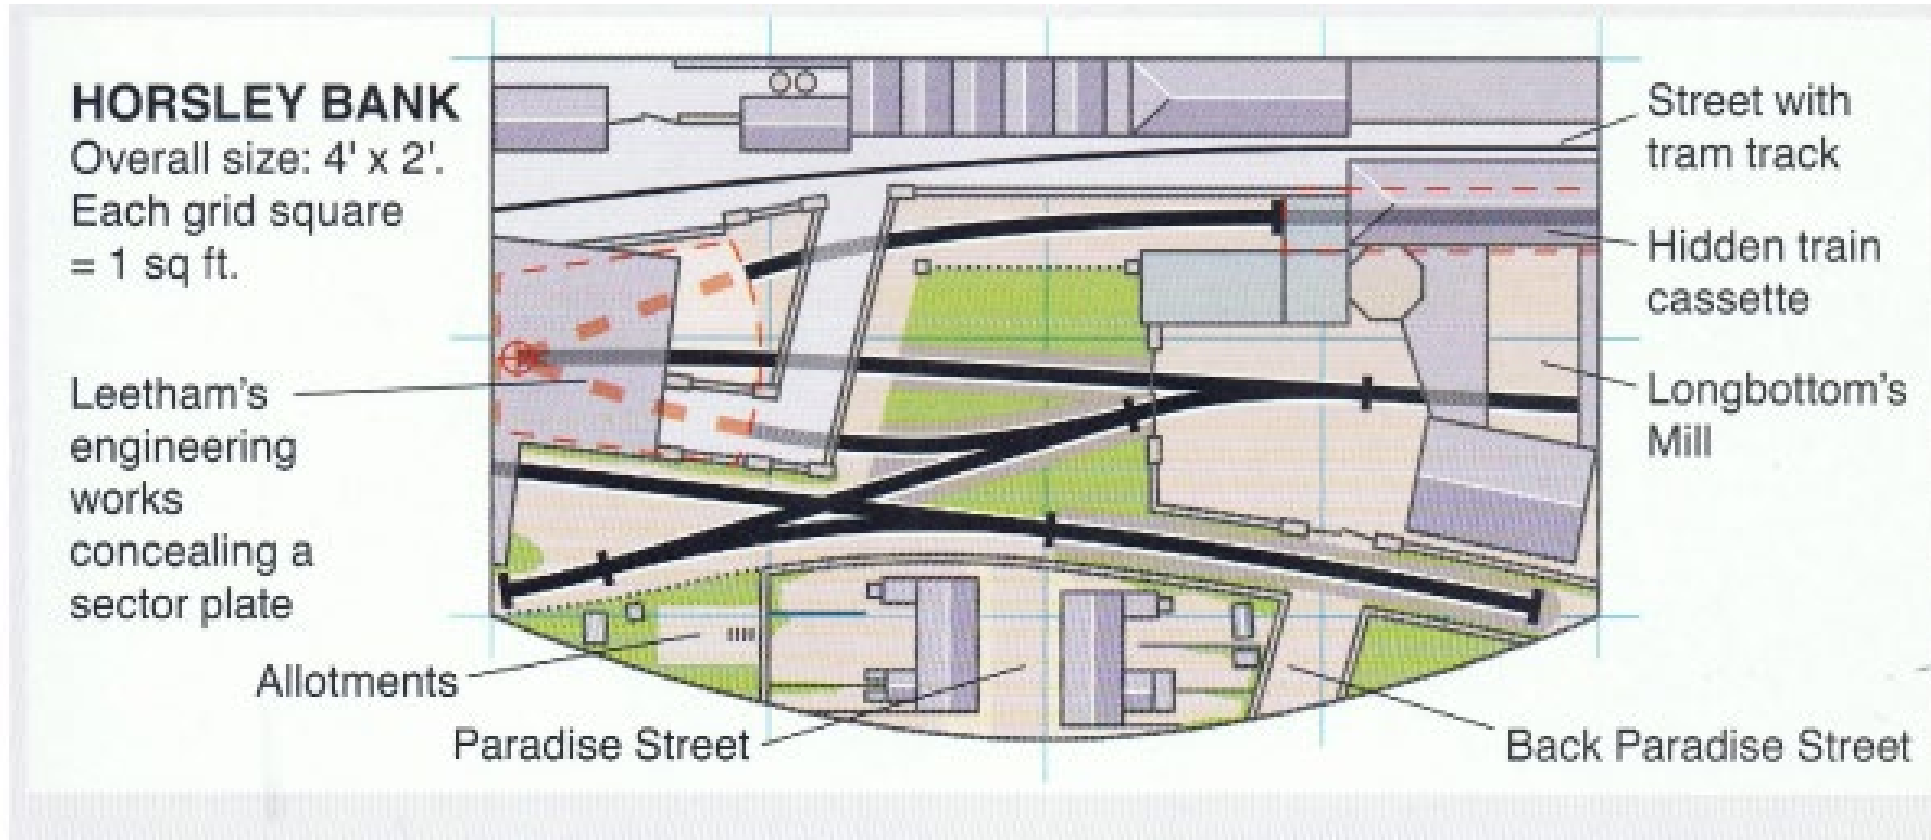 HORSLEY BANK
Overall size: 4' x 2'.
Each grid square
= 1 sq ft.
Leetham's
engineering
works
concealing a
sector plate
Allotments
Paradise Street
Street with
tram track
Hidden train
cassette
Longbottom's
Mill
Back Paradise Street